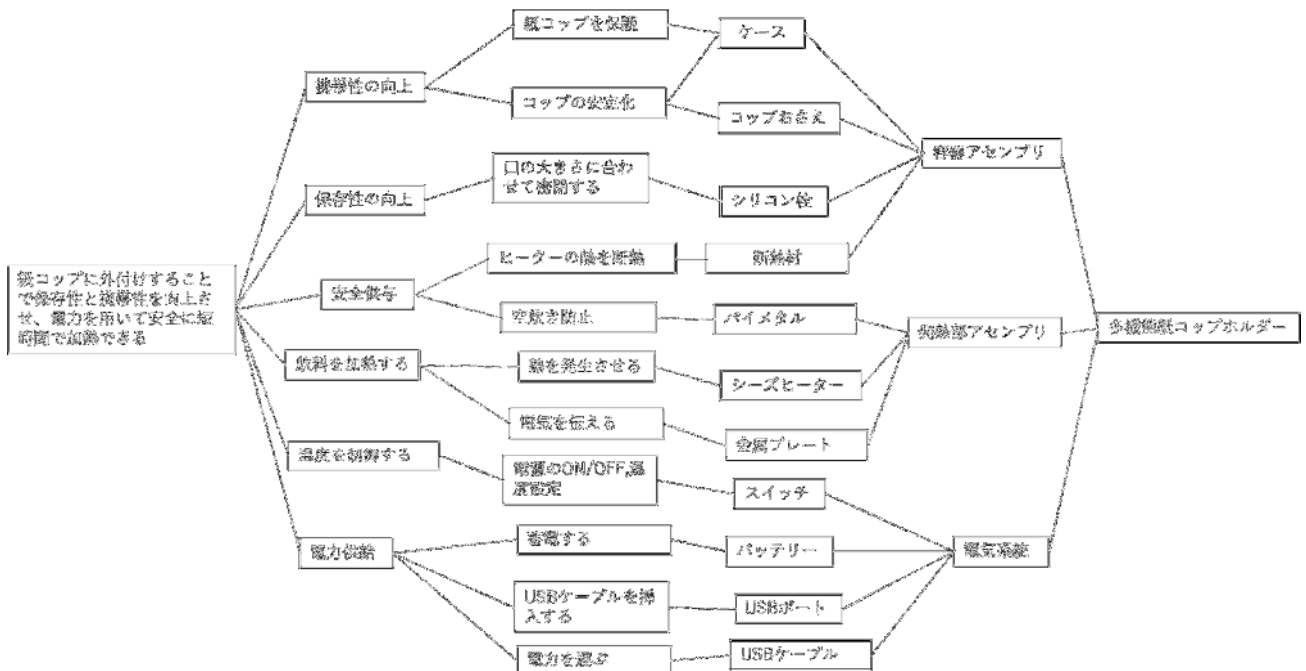 紙コップに外付けすること
で保存性と携帯性を向上さ
せ、電力を用いて安全に短
時間で加熱できる
携帯性の向上
保存性の向上
安全供与
飲料を加熱する
温度を制御する
電力供給
紙コップを保護
コップの安定化
口の大きさに合わ
せて密閉する
ヒーターの熱を断熱
空炊き防止
熱を発生させる
電気を伝える
電源のON/OFF,温
度設定
蓄電する
USBケーブルを挿
入する
電力を運ぶ
ケース
コップおさえ
シリコン栓
断熱材
バイメタル
シーズヒーター
金属プレート
スイッチ
バッテリー
USBポート
USBケーブル
容器アセンブリ
伝熱部アセンブリ
電気系統
多機能紙コップホルダー